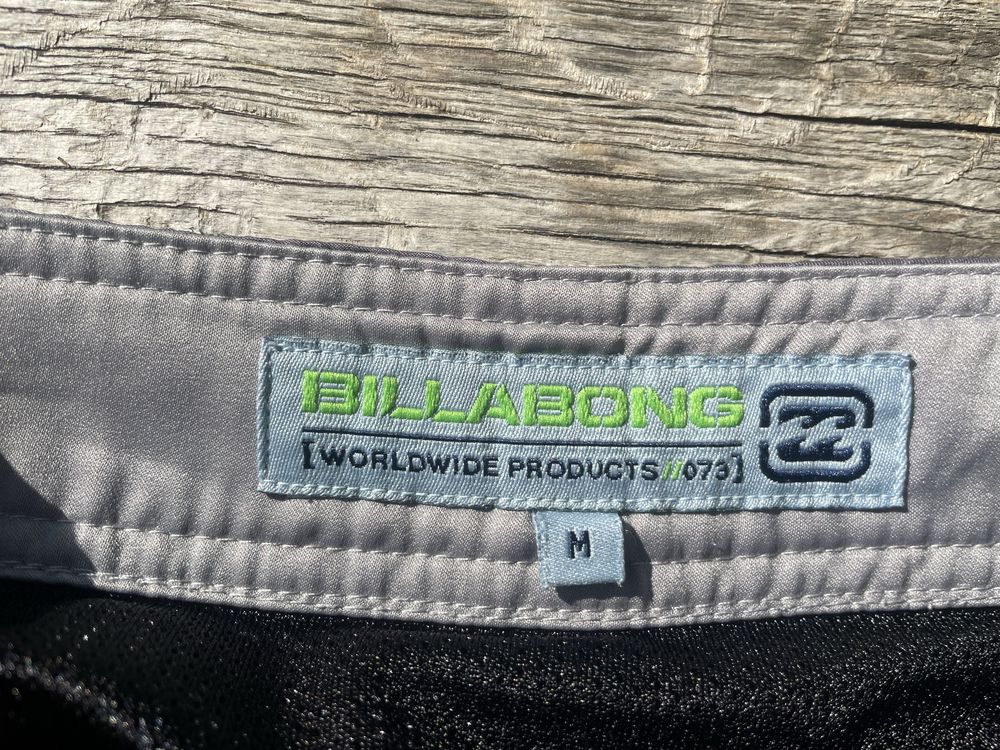 BILLABONG
[WORLDWIDE PRODUCTS//073]
M